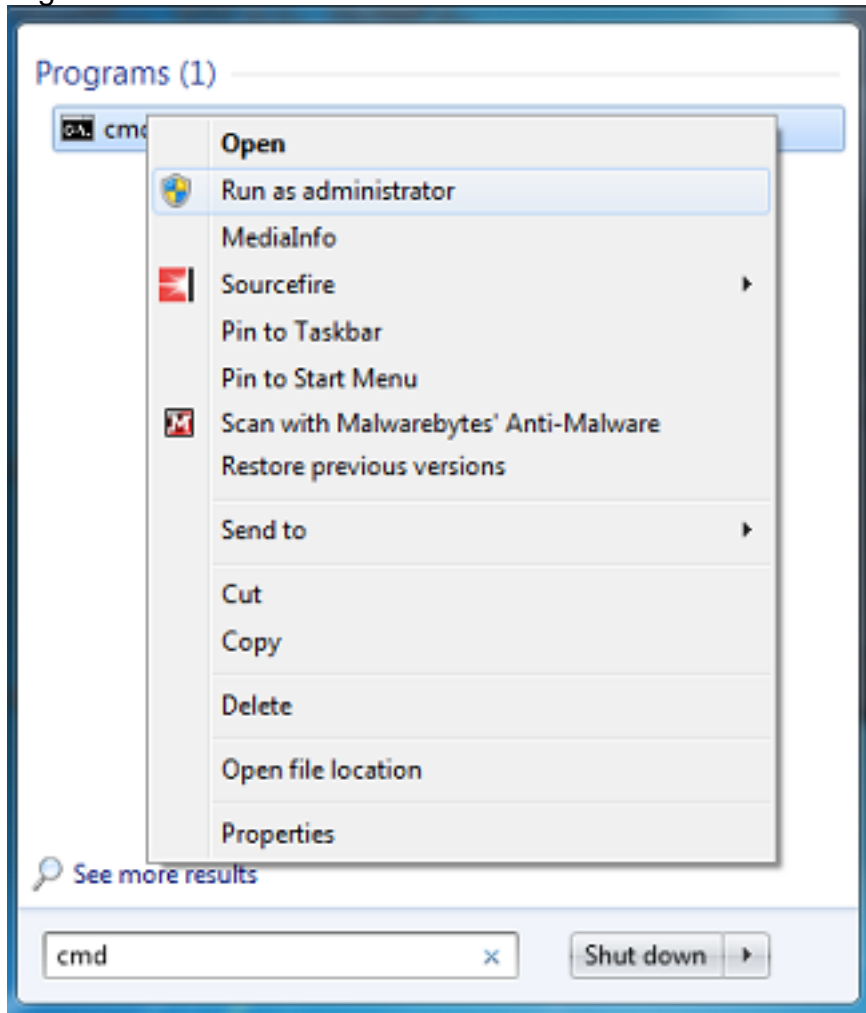 Programs (1)
cmd
Open
Run as administrator
MediaInfo
Sourcefire
Pin to Taskbar
Pin to Start Menu
Scan with Malwarebytes' Anti-Malware
Restore previous versions
Send to
Cut
Copy
Delete
Open file location
Properties
See more results
cmd
Shut down